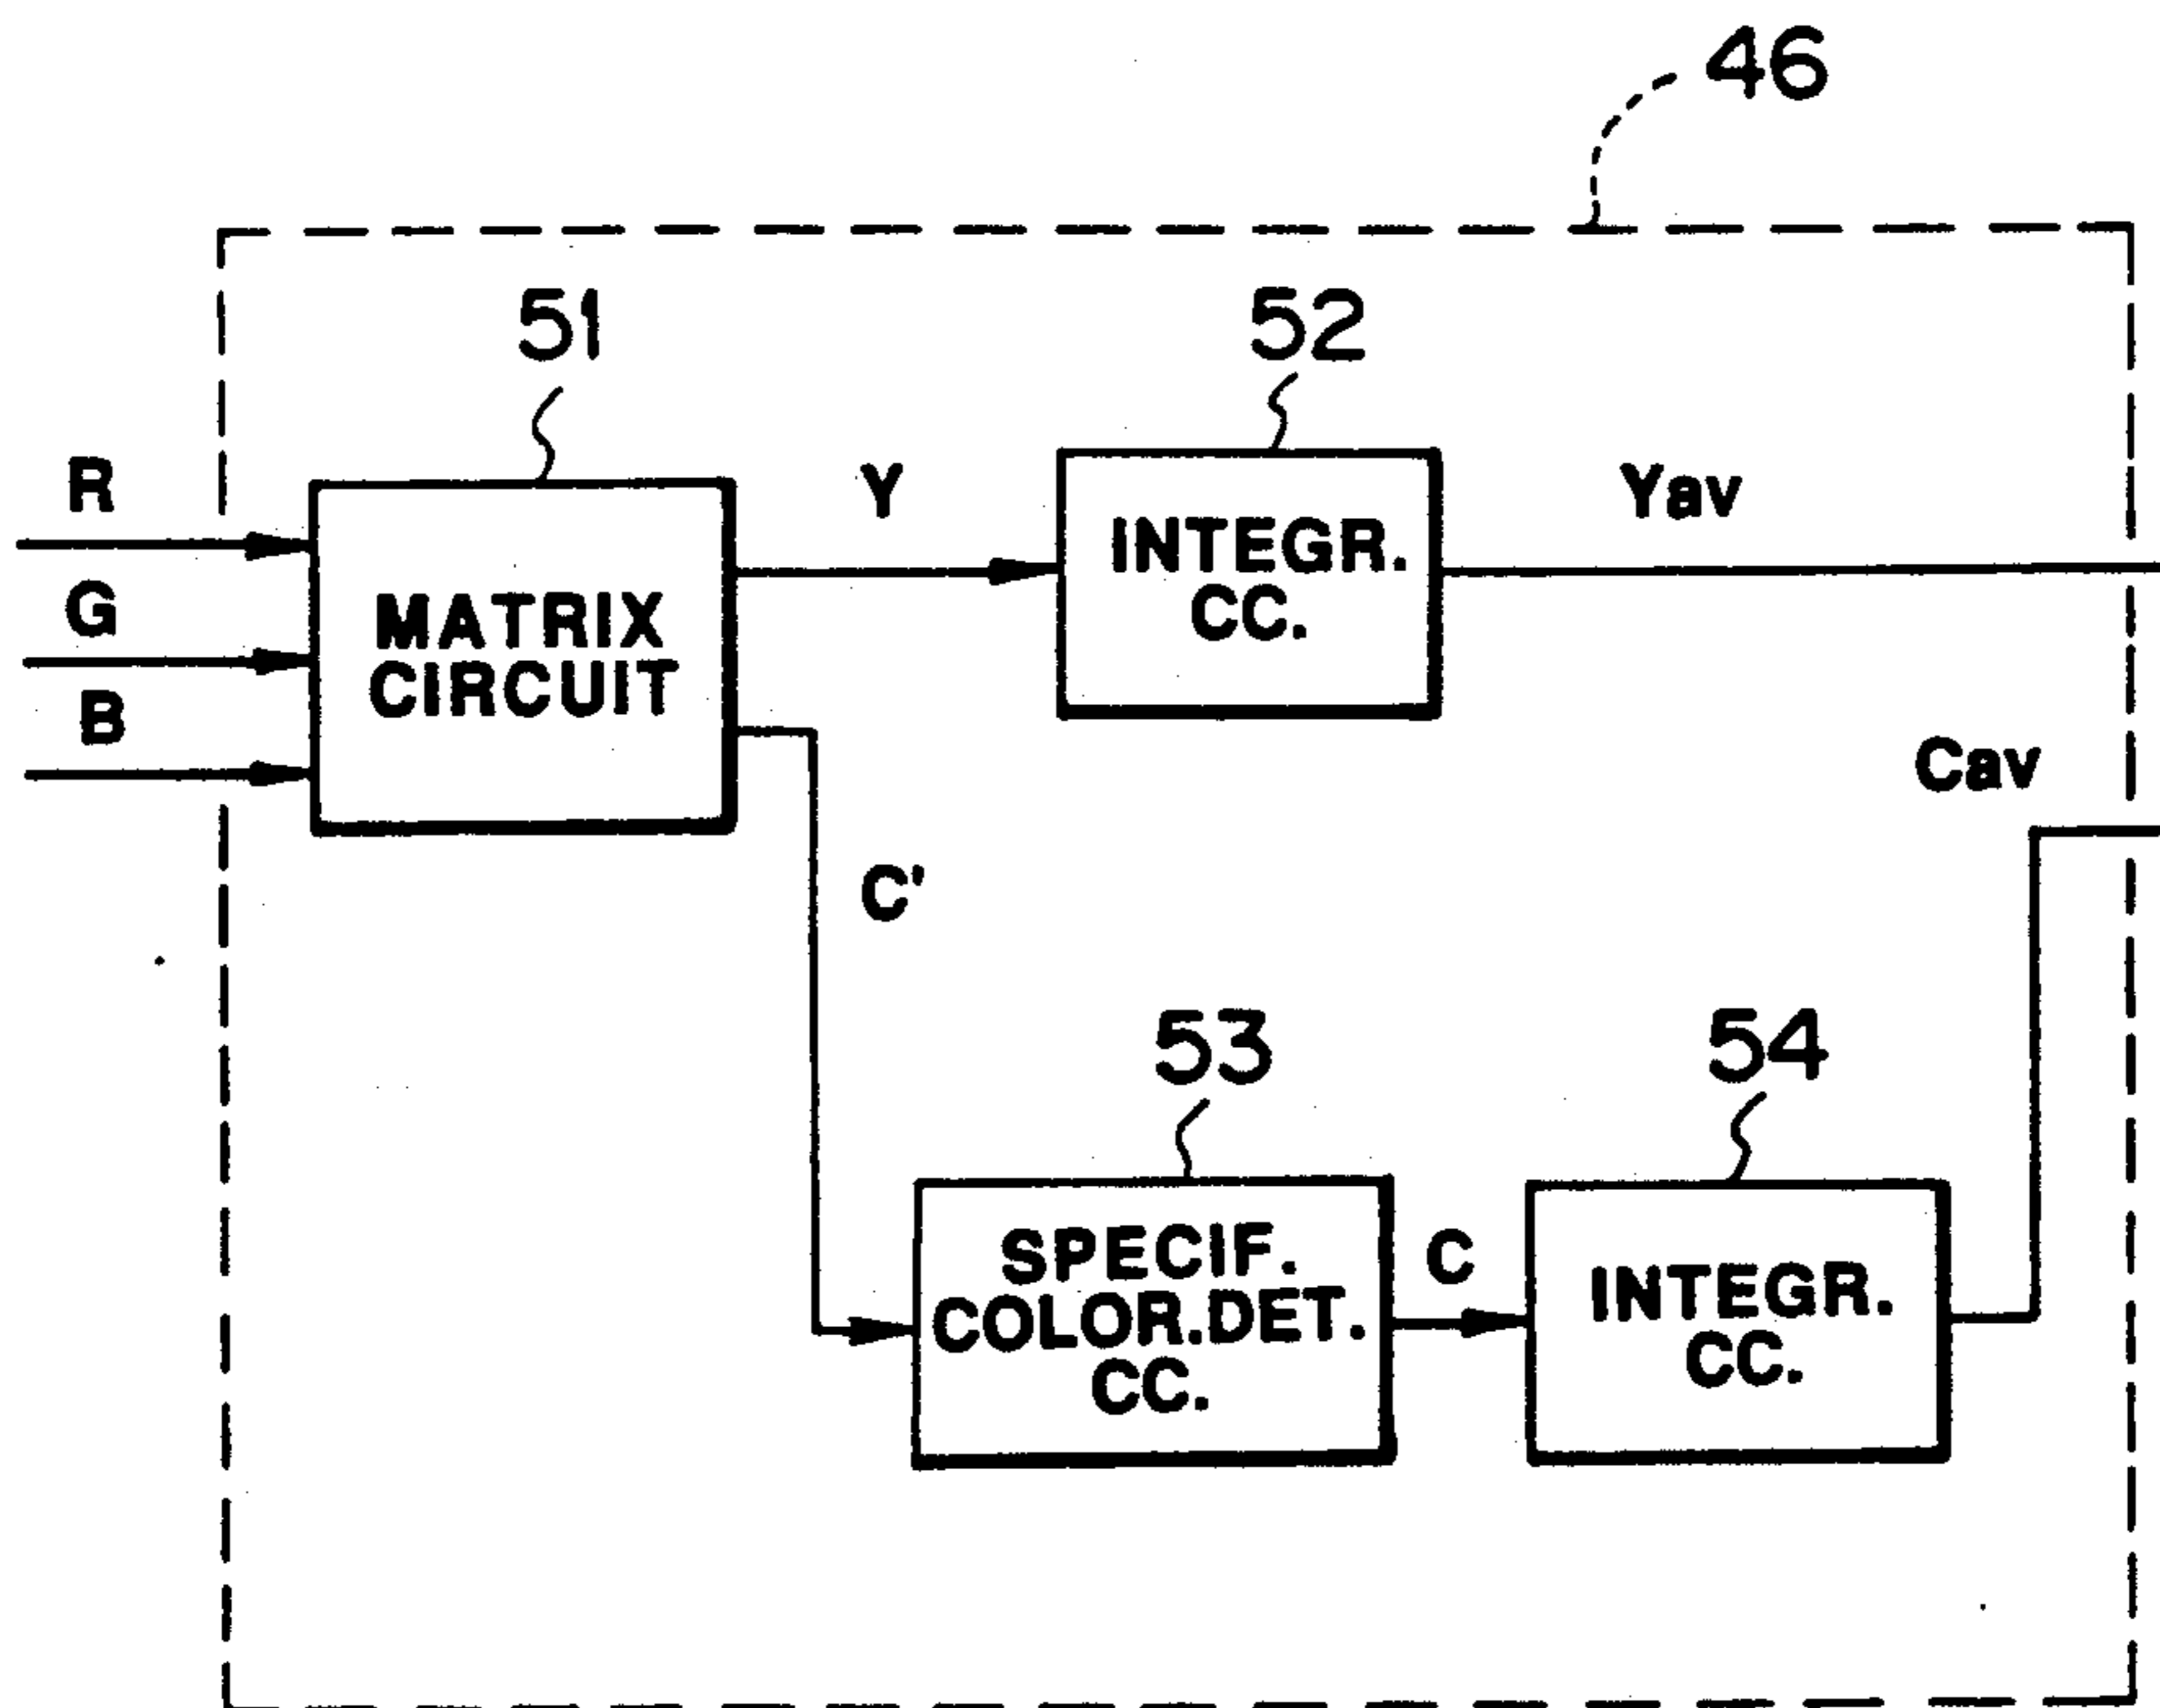 46
51
52
R
Y
Yav
INTEGR.
CC.
G
MATRIX
CIRCUIT
B
Cav
C'
53
54
SPECIF.
COLOR.DET.
CC.
C
INTEGR.
CC.